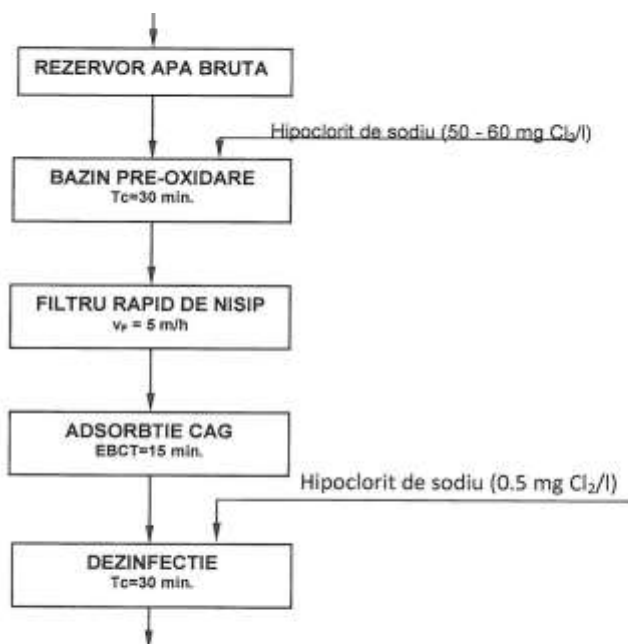 REZERVOR APA BRUTA
Hipoclorit de sodiu (50 - 60 mg Cl₂/l)
BAZIN PRE-OXIDARE
Tc=30 min.
FILTRU RAPID DE NISIP
v_F = 5 m/h
ADSORBTIE CAG
EBCT=15 min.
Hipoclorit de sodiu (0.5 mg Cl₂/l)
DEZINFECTIE
Tc=30 min.